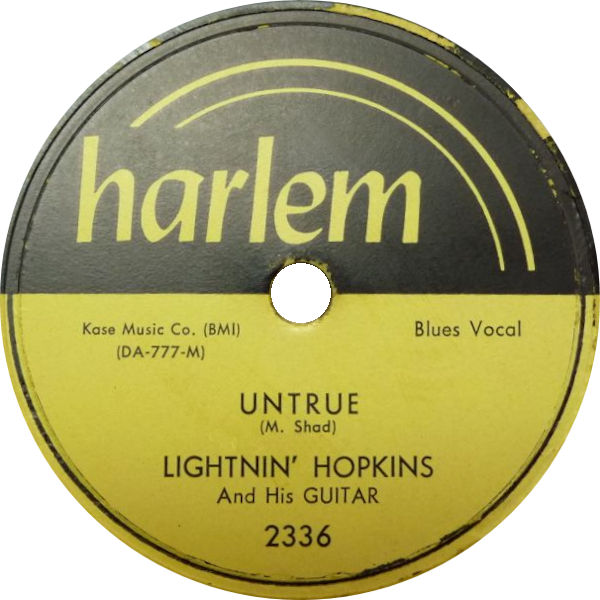 harlem
Kase Music Co. (BMI)
Blues Vocal
(DA-777-M)
UNTRUE
(M. Shad)
LIGHTNIN' HOPKINS
And His GUITAR
2336